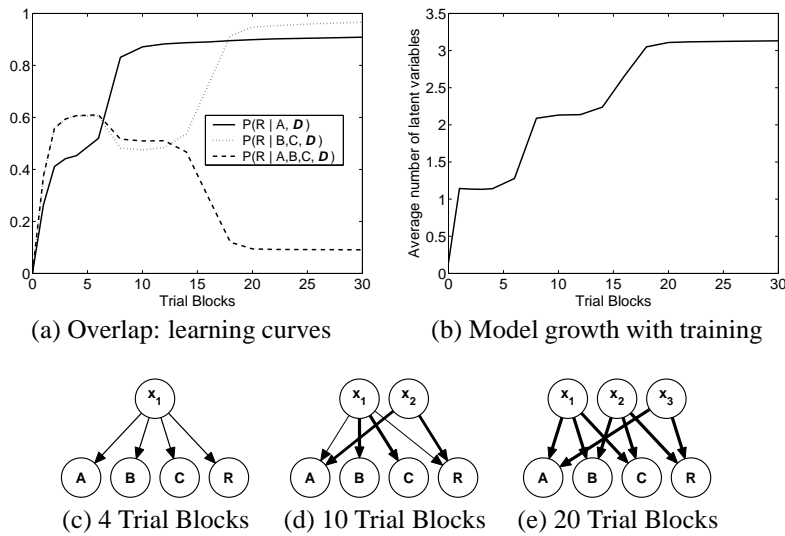 1
0.8
0.6
0.4
0.2
0
0 5 10 15 20 25 30
Trial Blocks
P(R | A, D)
P(R | B,C, D)
P(R | A,B,C, D)
(a) Overlap: learning curves
3.5
3
2.5
2
1.5
1
0.5
0
Average number of latent variables
0 5 10 15 20 25 30
Trial Blocks
(b) Model growth with training
x1
A B C R
(c) 4 Trial Blocks
x1 x2
A B C R
(d) 10 Trial Blocks
x1 x2 x3
A B C R
(e) 20 Trial Blocks